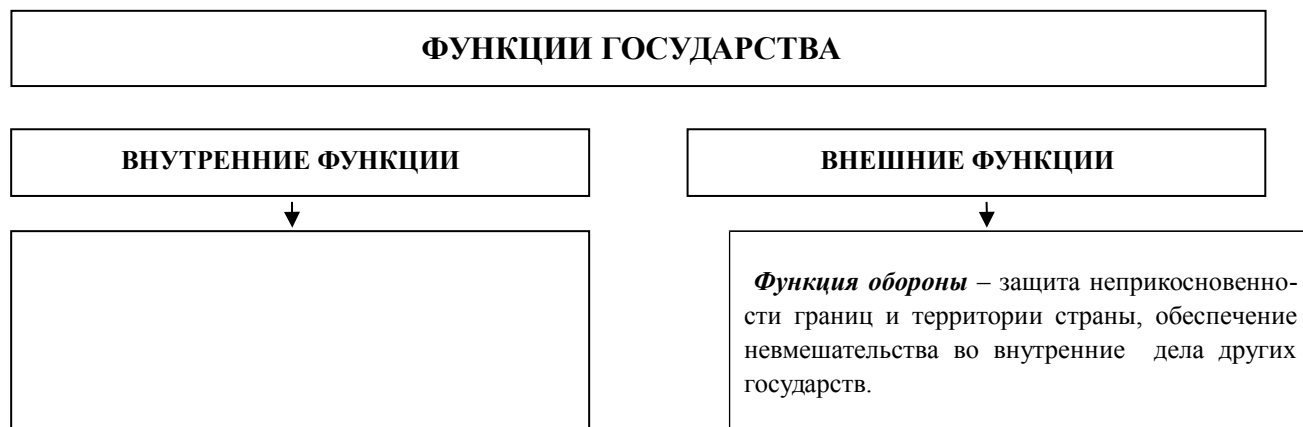 ФУНКЦИИ ГОСУДАРСТВА
ВНУТРЕННИЕ ФУНКЦИИ
ВНЕШНИЕ ФУНКЦИИ
Функция обороны – защита неприкосновенно-
сти границ и территории страны, обеспечение
невмешательства во внутренние дела других
государств.